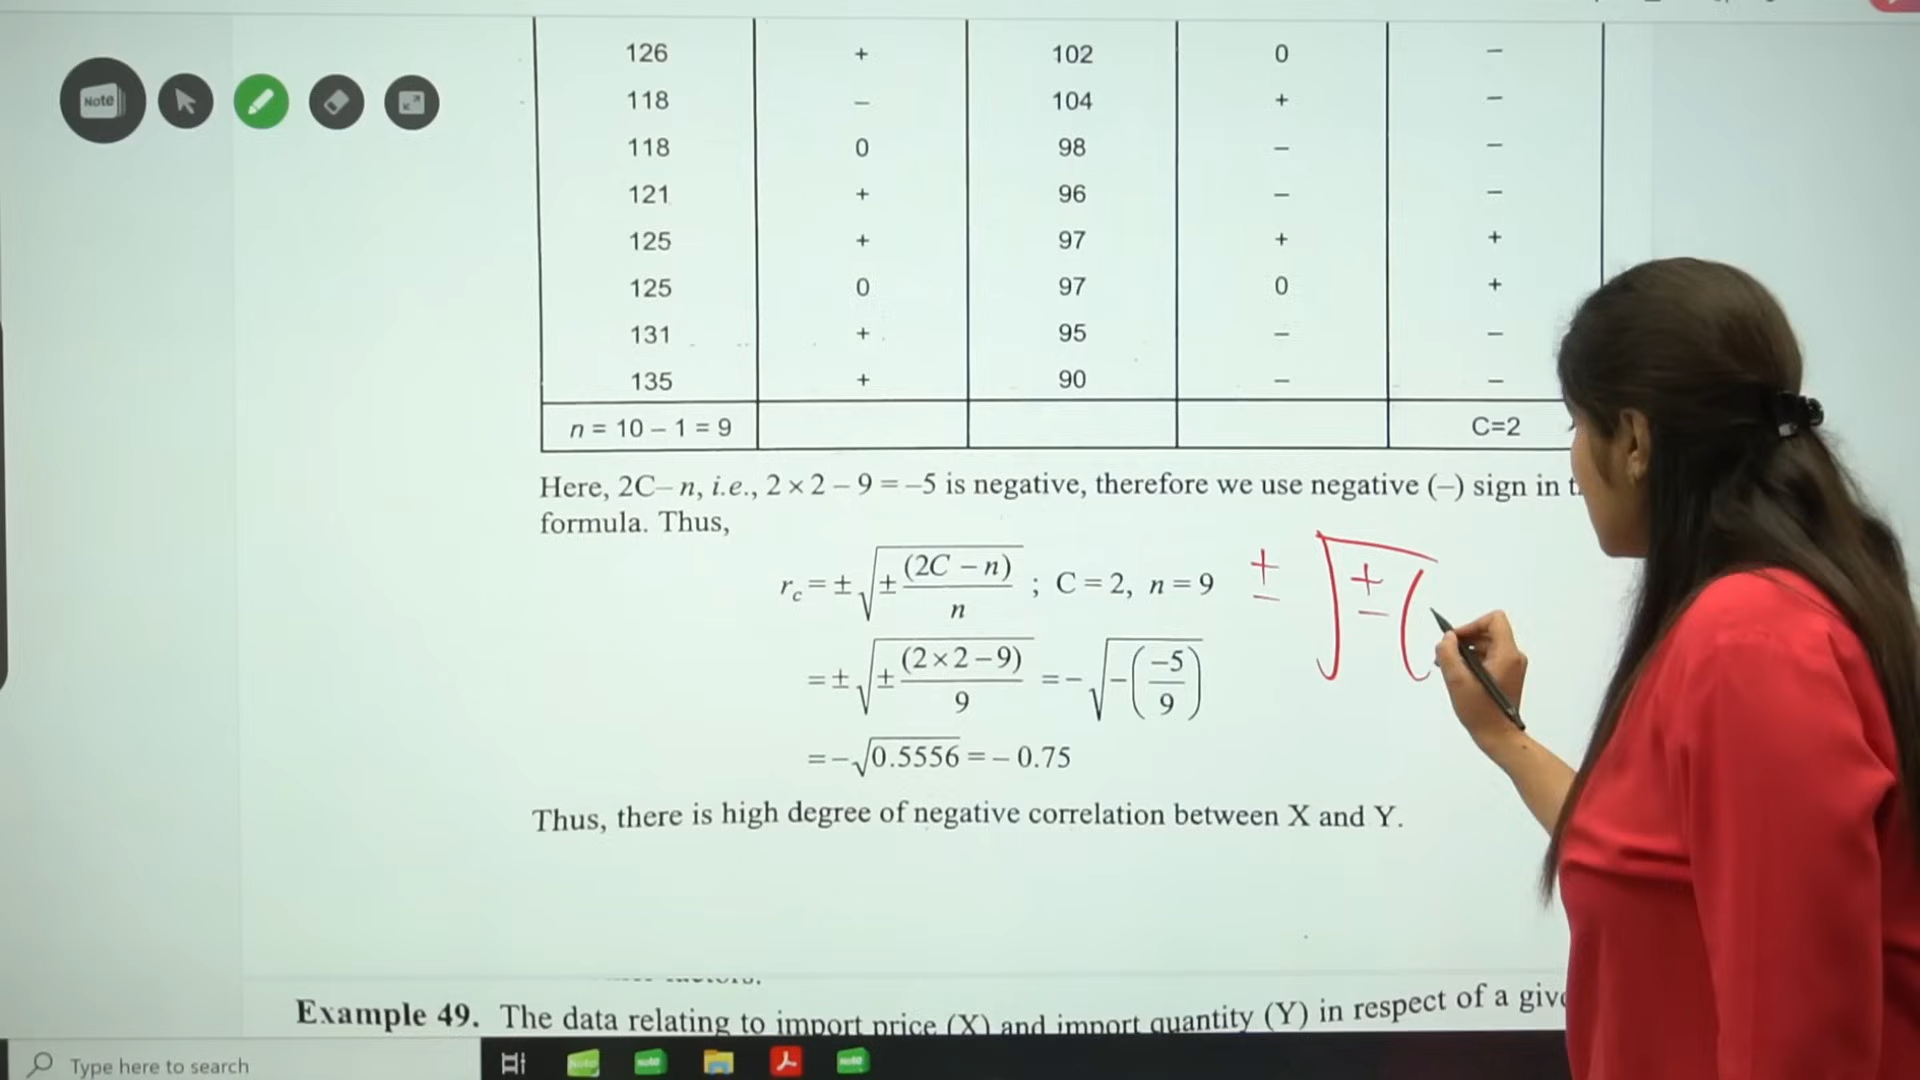 Note
126 + 102 0 −
118 − 104 + −
118 0 98 − −
121 + 96 − −
125 + 97 + +
125 0 97 0 +
131 + 95 − −
135 + 90 − −
n = 10 – 1 = 9 C=2
Here, 2C– n, i.e., 2 × 2 – 9 = –5 is negative, therefore we use negative (–) sign in
formula. Thus,
r_c = ± √(± (2C – n)/n) ; C = 2, n = 9 ± √± (
= ± √(± (2×2–9)/9) = – √(–(–5/9))
= – √0.5556 = – 0.75
Thus, there is high degree of negative correlation between X and Y.
Example 49. The data relating to import price (X) and import quantity (Y) in respect of a
Type here to search
Note
Note
Note